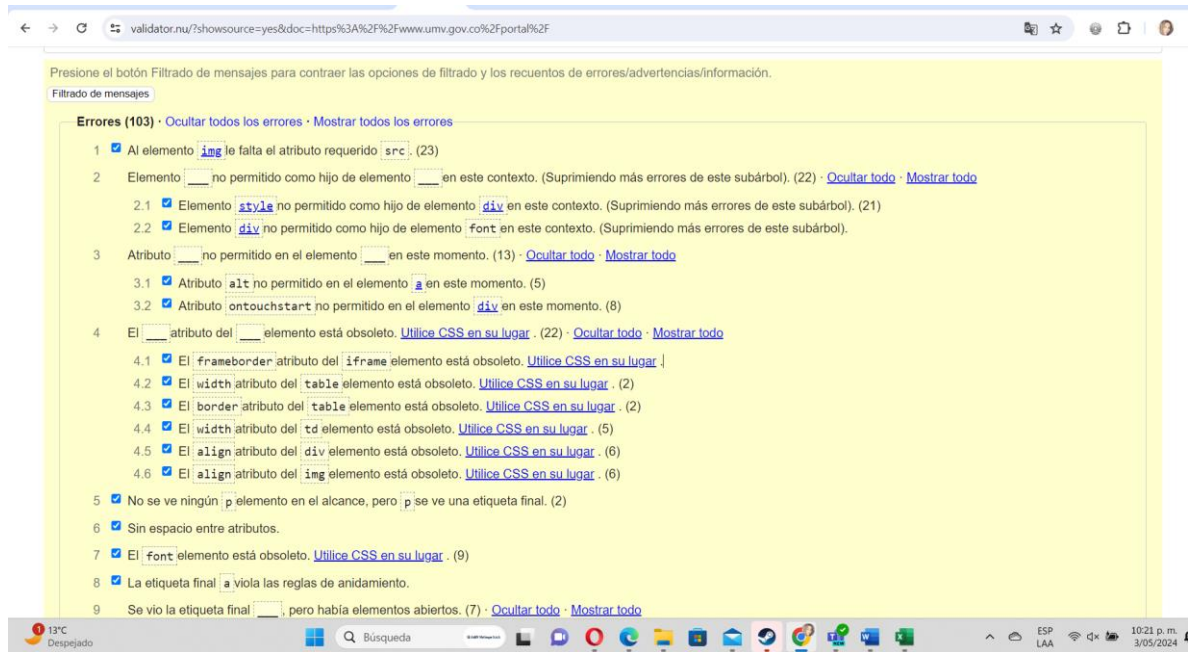 validator.nu/?showsource=yes&doc=https%3A%2F%2Fwww.umv.gov.co%2Fportal%2F
Presione el botón Filtrado de mensajes para contraer las opciones de filtrado y los recuentos de errores/advertencias/información.
Filtrado de mensajes
Errores (103) · Ocultar todos los errores · Mostrar todos los errores
1 Al elemento img le falta el atributo requerido src . (23)
2 Elemento ___ no permitido como hijo de elemento ___ en este contexto. (Suprimiendo más errores de este subárbol). (22) · Ocultar todo · Mostrar todo
2.1 Elemento style no permitido como hijo de elemento div en este contexto. (Suprimiendo más errores de este subárbol). (21)
2.2 Elemento div no permitido como hijo de elemento font en este contexto. (Suprimiendo más errores de este subárbol).
3 Atributo ___ no permitido en el elemento ___ en este momento. (13) · Ocultar todo · Mostrar todo
3.1 Atributo alt no permitido en el elemento a en este momento. (5)
3.2 Atributo ontouchstart no permitido en el elemento div en este momento. (8)
4 El ___ atributo del ___ elemento está obsoleto. Utilice CSS en su lugar . (22) · Ocultar todo · Mostrar todo
4.1 El frameborder atributo del iframe elemento está obsoleto. Utilice CSS en su lugar .
4.2 El width atributo del table elemento está obsoleto. Utilice CSS en su lugar . (2)
4.3 El border atributo del table elemento está obsoleto. Utilice CSS en su lugar . (2)
4.4 El width atributo del td elemento está obsoleto. Utilice CSS en su lugar . (5)
4.5 El align atributo del div elemento está obsoleto. Utilice CSS en su lugar . (6)
4.6 El align atributo del img elemento está obsoleto. Utilice CSS en su lugar . (6)
5 No se ve ningún p elemento en el alcance, pero p se ve una etiqueta final. (2)
6 Sin espacio entre atributos.
7 El font elemento está obsoleto. Utilice CSS en su lugar . (9)
8 La etiqueta final a viola las reglas de anidamiento.
9 Se vio la etiqueta final ___ , pero había elementos abiertos. (7) · Ocultar todo · Mostrar todo
1 13°C
Despejado
Búsqueda
ESP
LAA
10:21 p. m.
3/05/2024